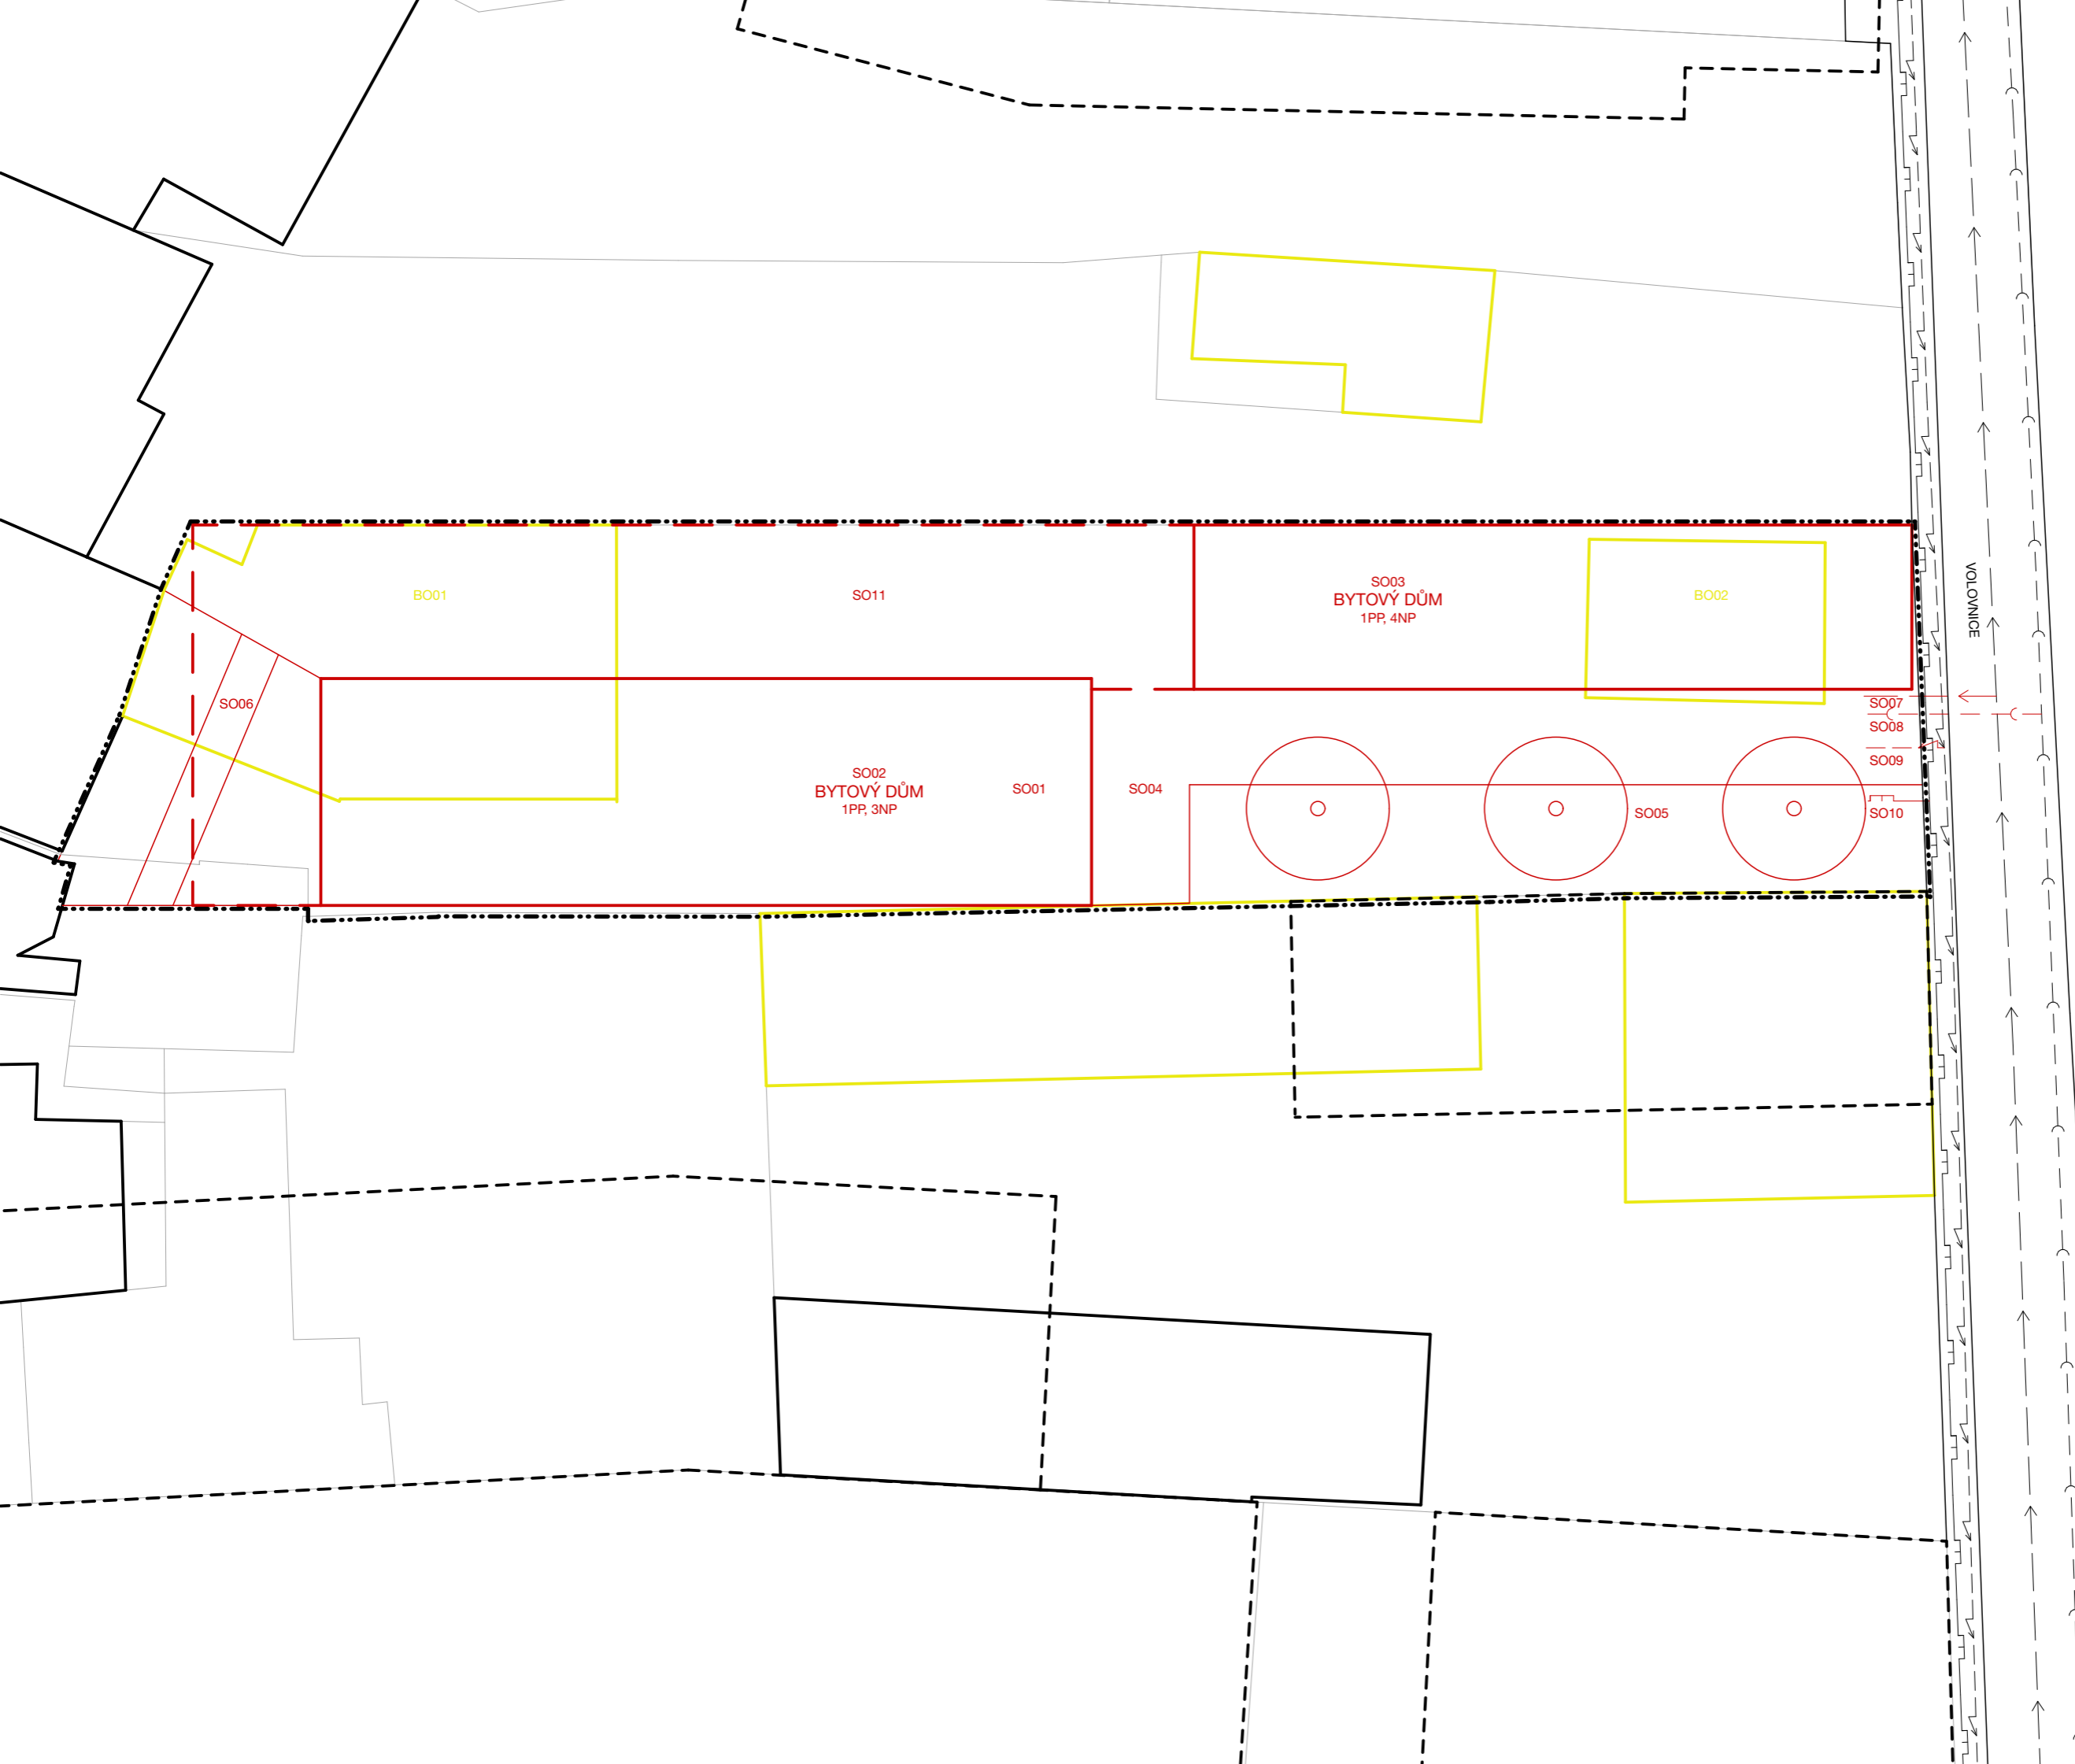 SO03
BYTOVÝ DŮM
1PP, 4NP
BO01
SO11
BO02
VOLOVNICE
SO06
SO07
SO08
SO09
SO02
BYTOVÝ DŮM
1PP, 3NP
SO01
SO04
SO05
SO10